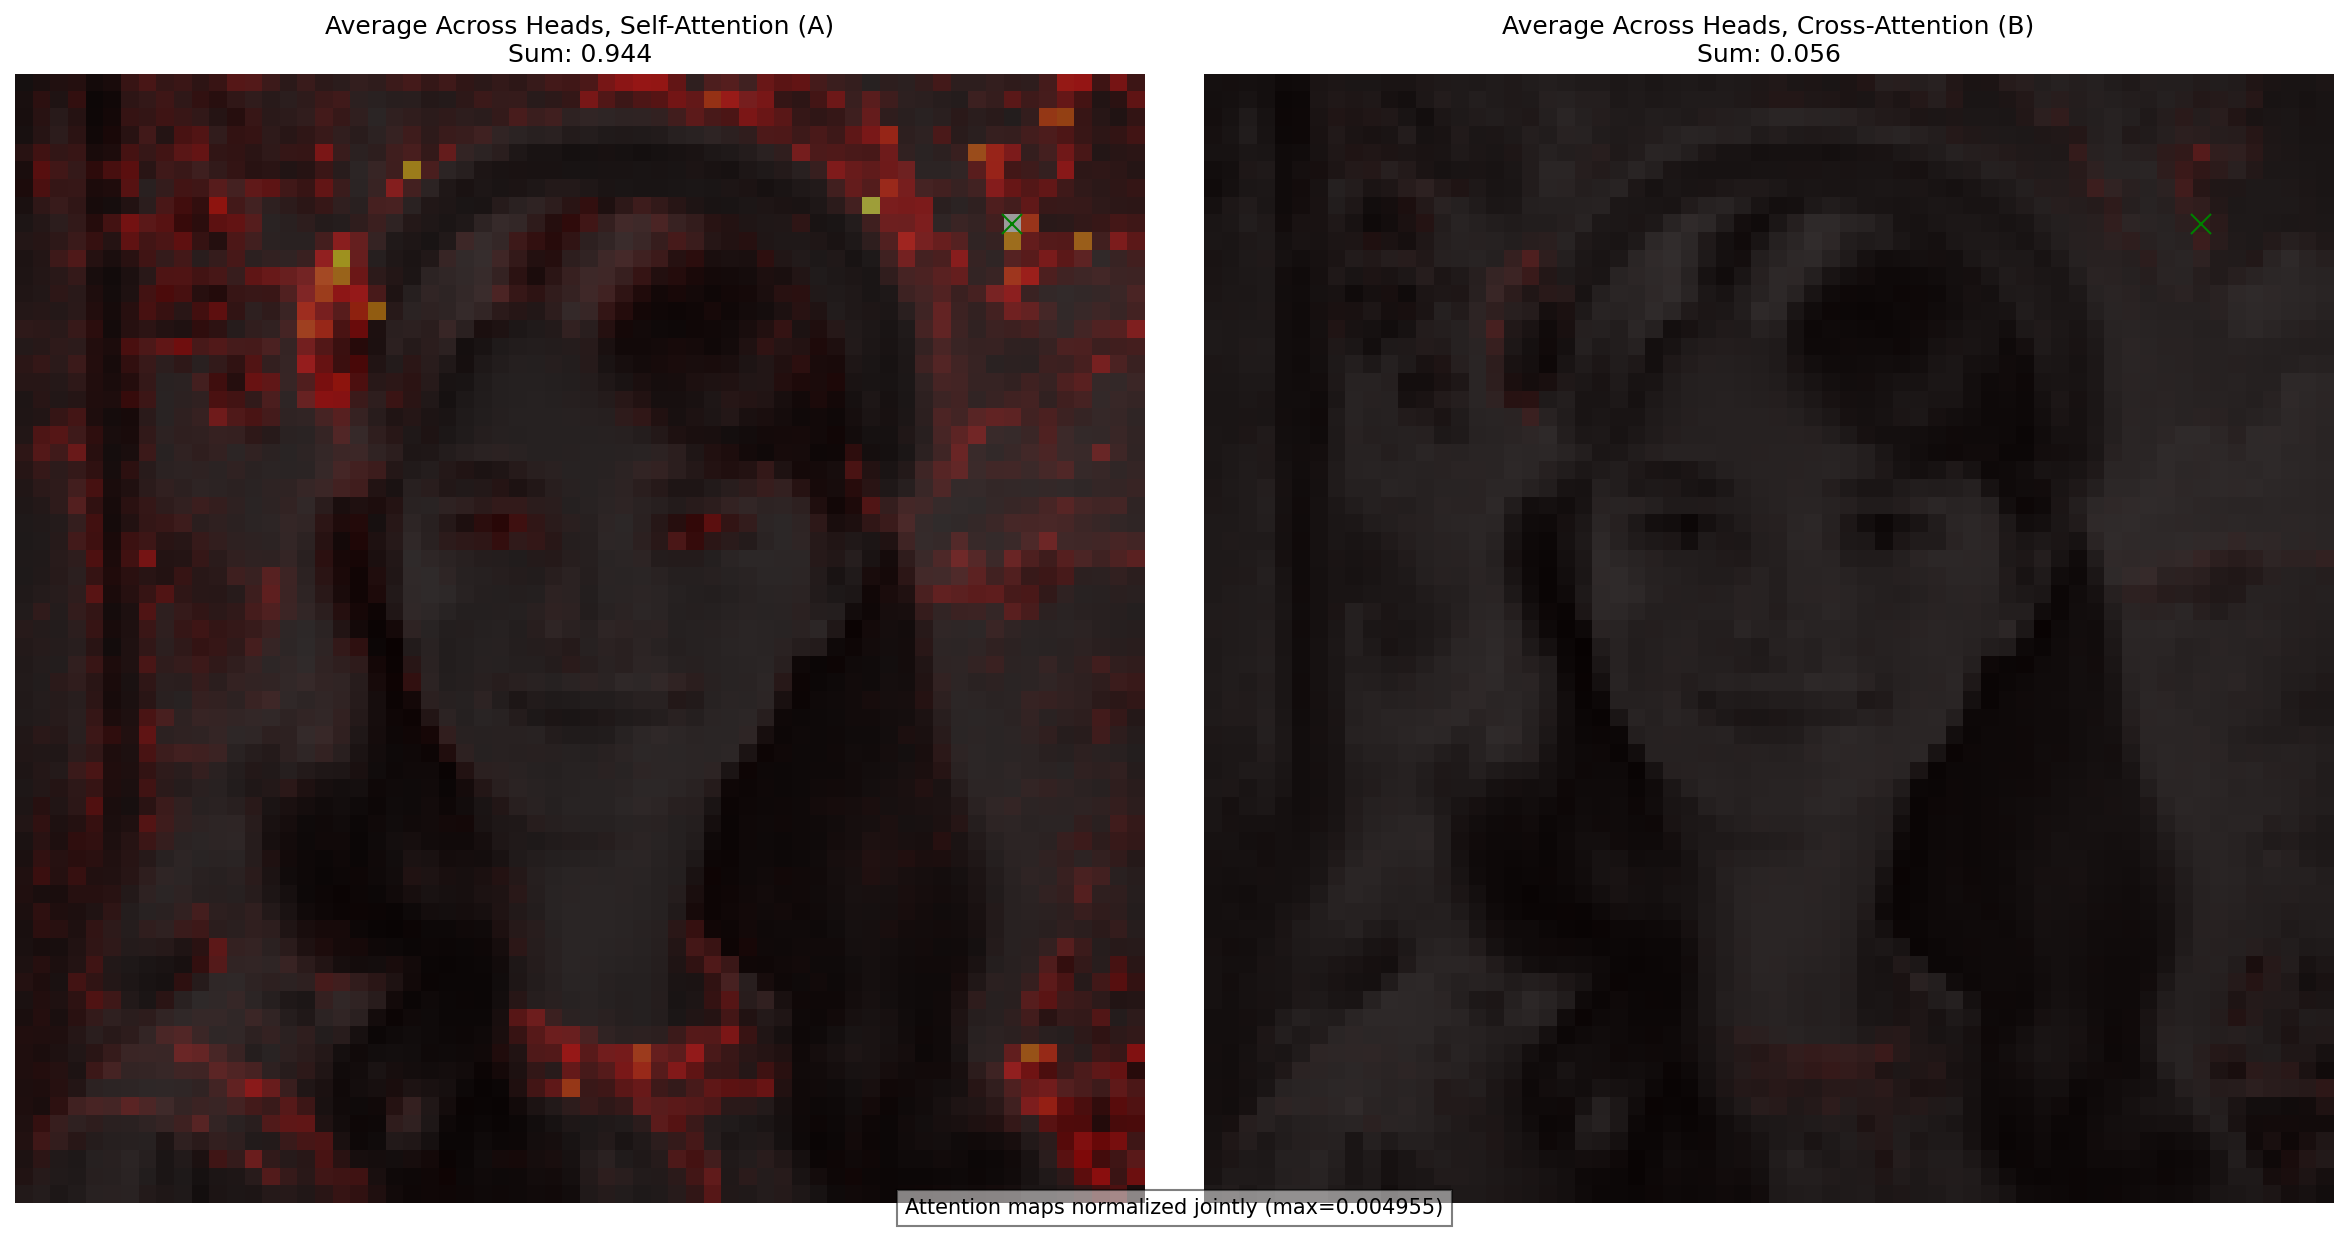 Average Across Heads, Self-Attention (A)
Sum: 0.944
Average Across Heads, Cross-Attention (B)
Sum: 0.056
Attention maps normalized jointly (max=0.004955)